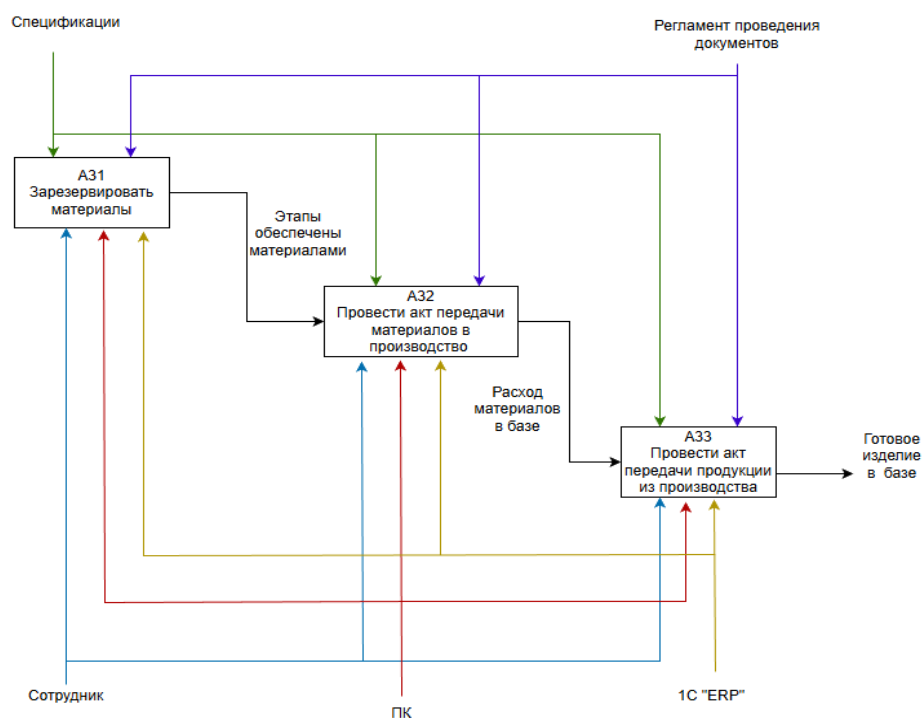 Спецификации
Регламент проведения
документов
А31
Зарезервировать
материалы
Этапы
обеспечены
материалами
А32
Провести акт передачи
материалов в
производство
Расход
материалов
в базе
А33
Провести акт
передачи продукции
из производства
Готовое
изделие
в базе
Сотрудник
ПК
1С "ERP"